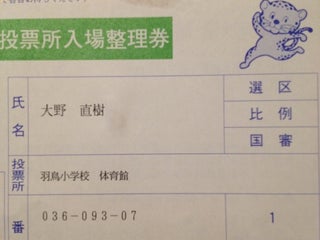 投票所入場整理券
氏名
大野 直樹
選区
比例
国審
投票所
羽鳥小学校 体育館
番
036-093-07
1